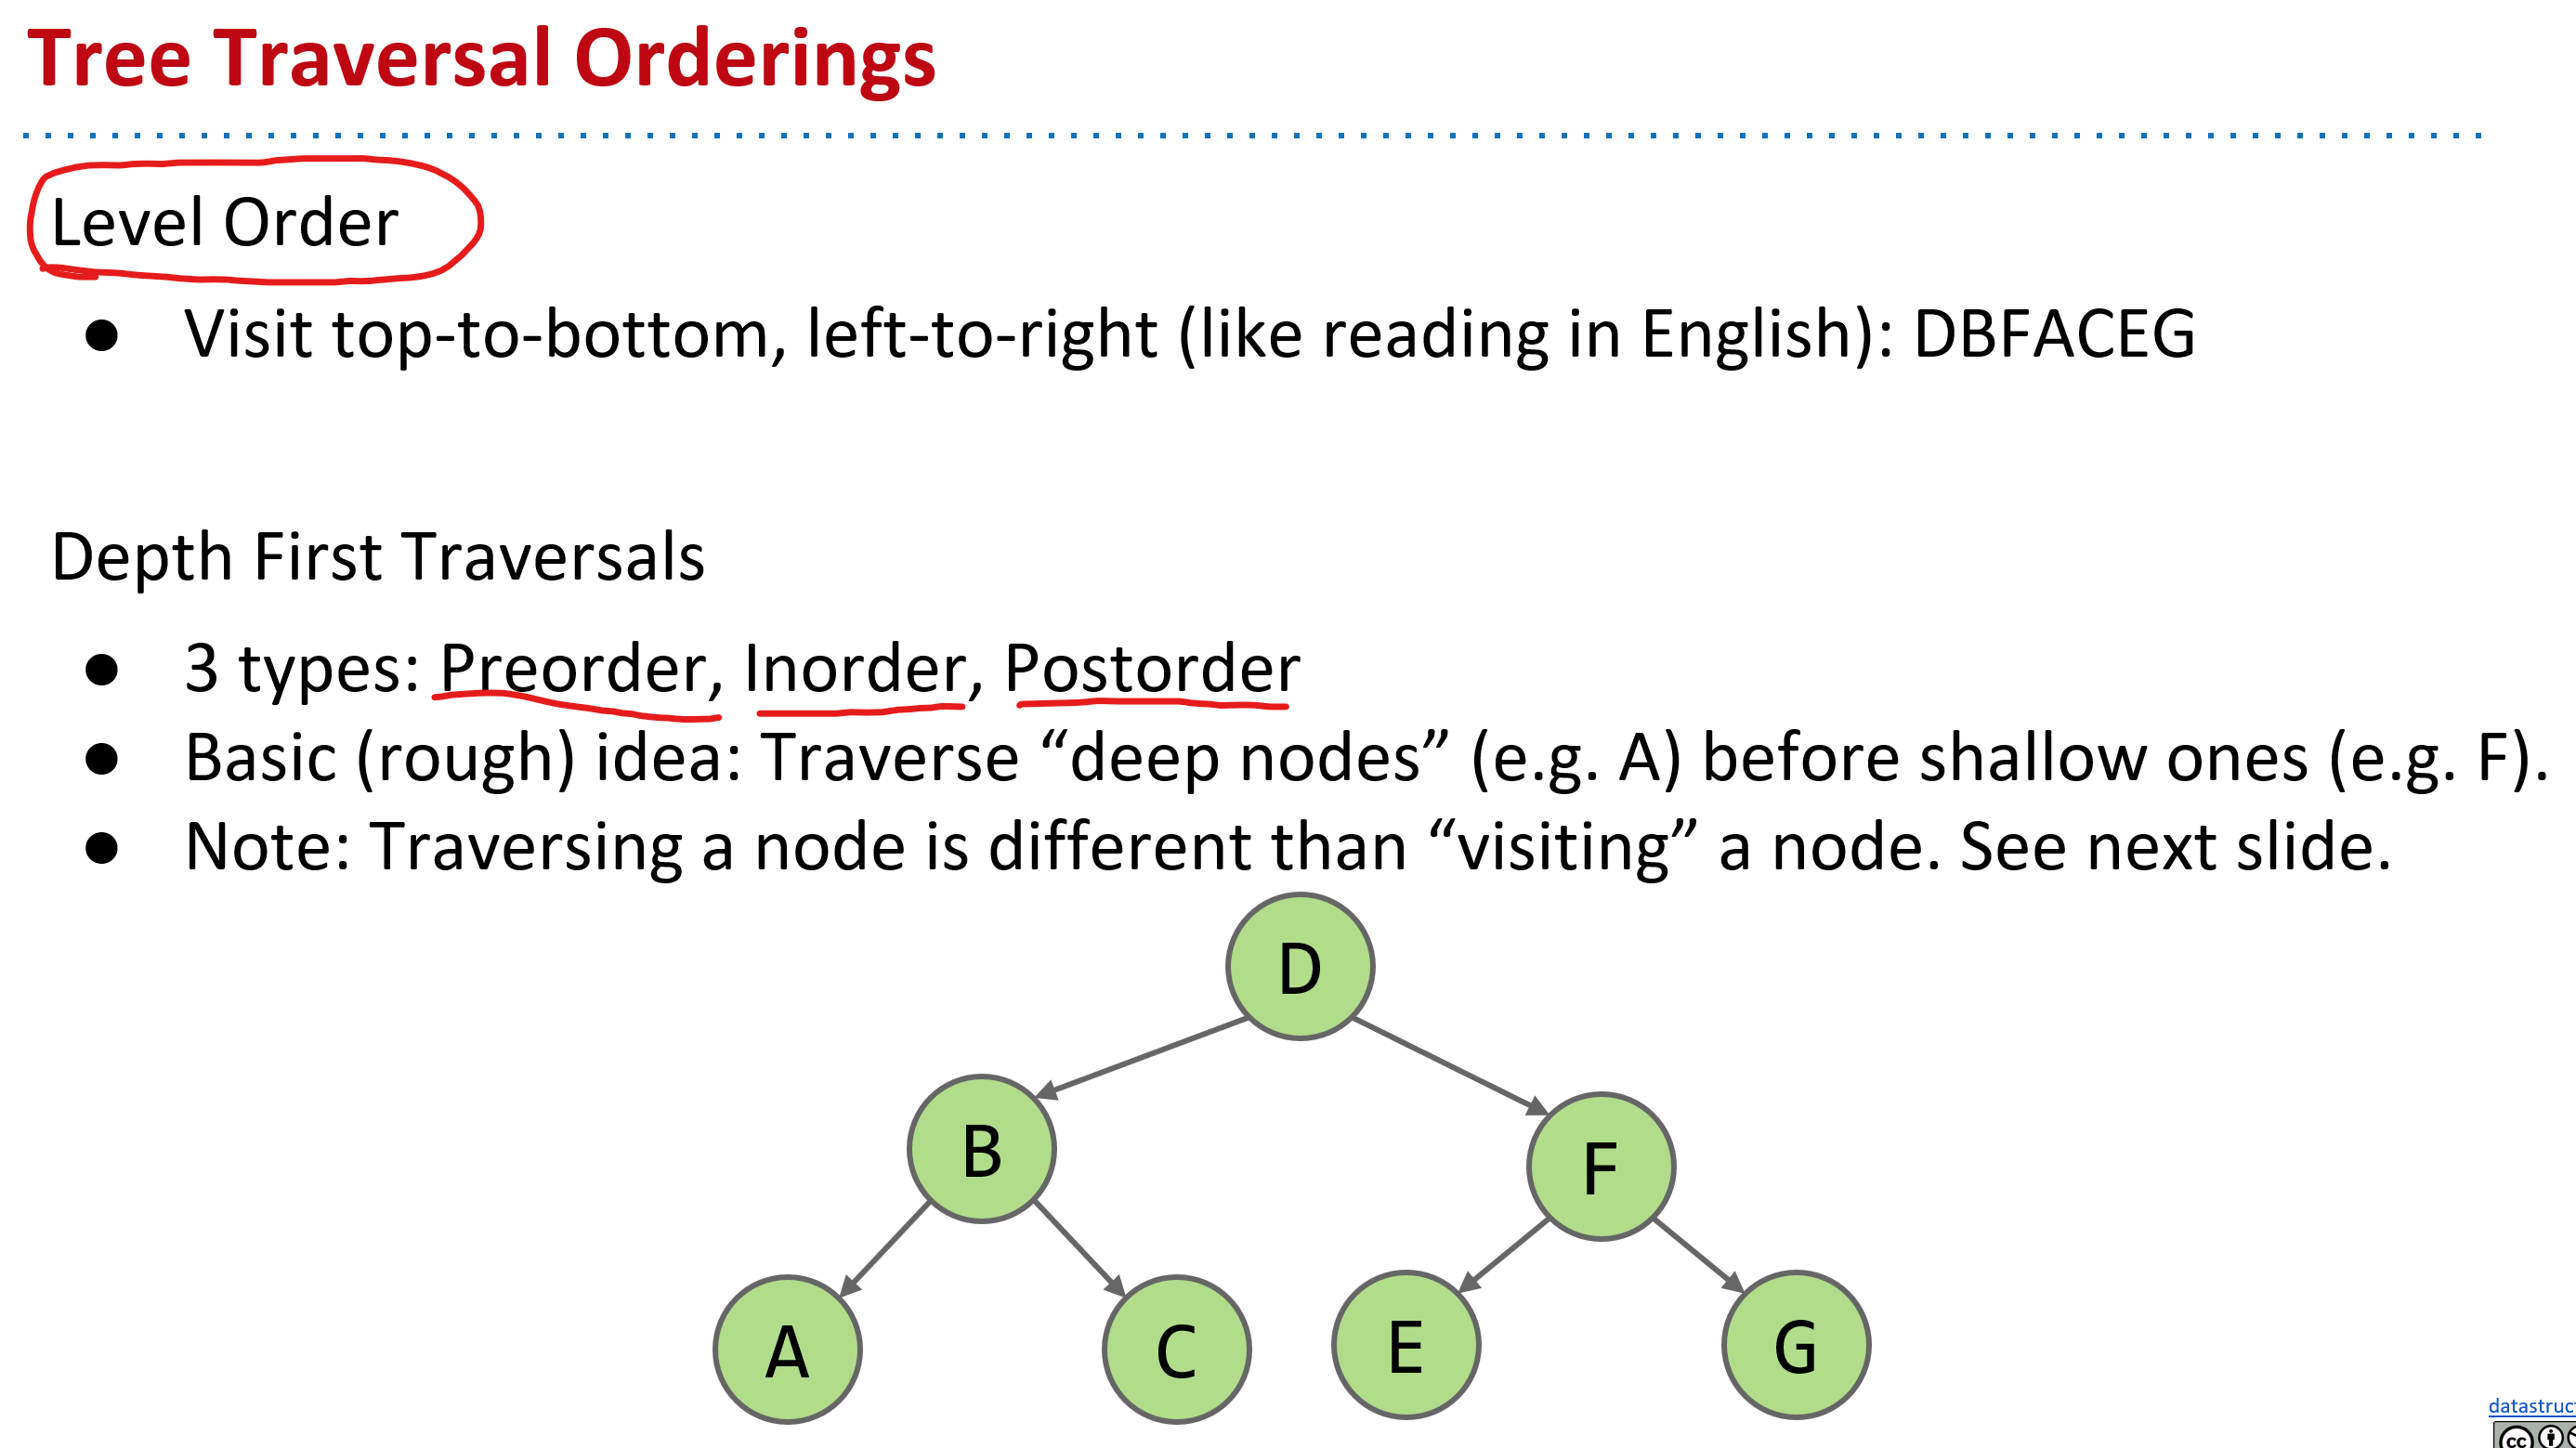 Tree Traversal Orderings
Level Order
● Visit top-to-bottom, left-to-right (like reading in English): DBFACEG
Depth First Traversals
● 3 types: Preorder, Inorder, Postorder
● Basic (rough) idea: Traverse “deep nodes” (e.g. A) before shallow ones (e.g. F).
● Note: Traversing a node is different than “visiting” a node. See next slide.
D
B
F
A
C
E
G
datastruct
cc